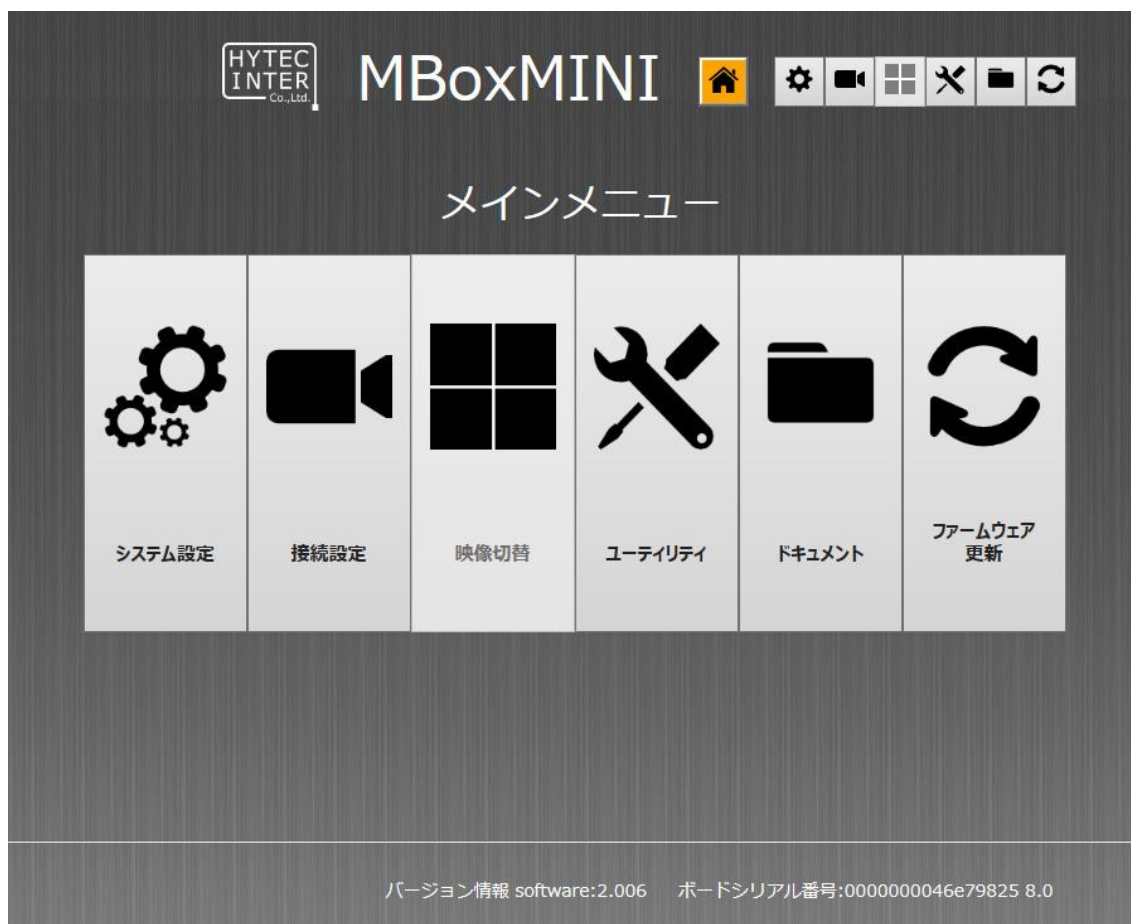 HYTEC
INTER
Co.,Ltd.
MBoxMINI
メインメニュー
システム設定
接続設定
映像切替
ユーティリティ
ドキュメント
ファームウェア
更新
バージョン情報 software:2.006 ボードシリアル番号:0000000046e79825 8.0